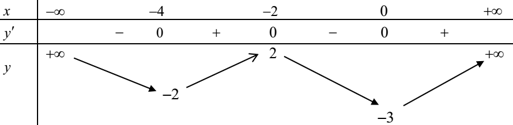 x −∞ −4 −2 0 +∞
y′ − 0 + 0 − 0 +
+∞ 2 +∞
y
−2
−3